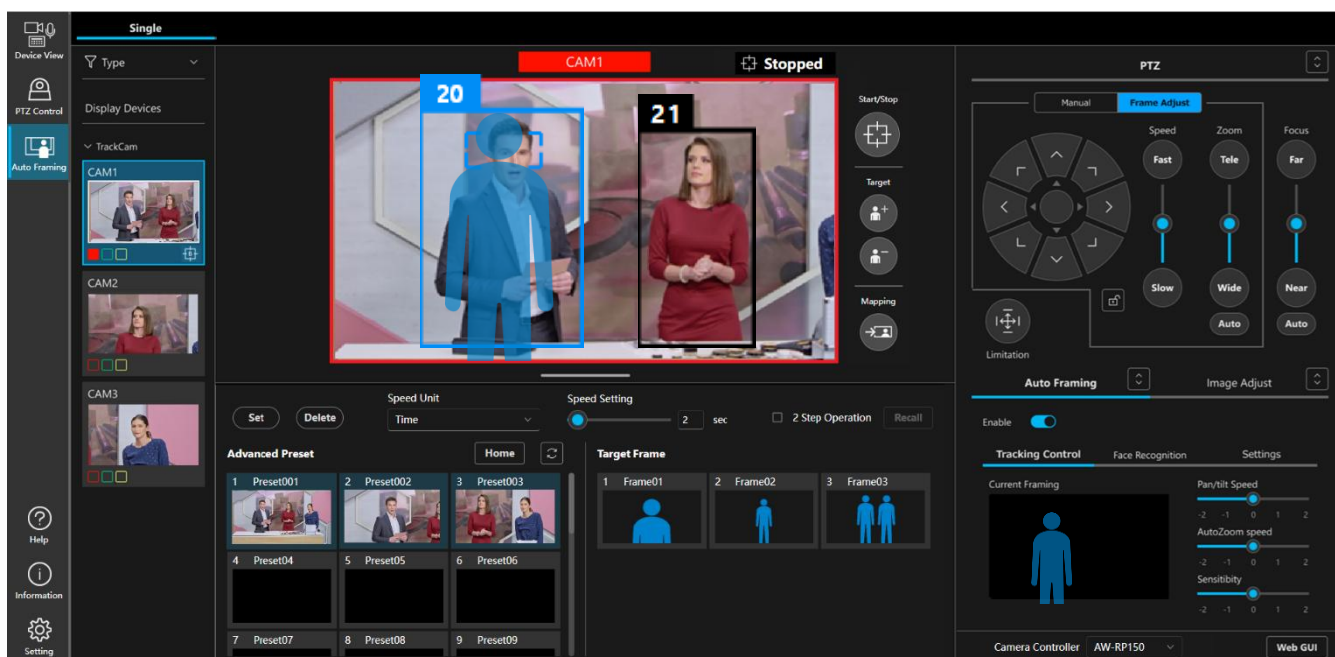 Single
Device View
PTZ Control
Auto Framing
Help
Information
Setting
Type
Display Devices
TrackCam
CAM1
CAM2
CAM3
CAM1
Stopped
20
21
Start/Stop
Target
Mapping
Set
Delete
Speed Unit
Time
Speed Setting
2 sec
2 Step Operation
Recall
Advanced Preset
Home
1 Preset001
2 Preset002
3 Preset003
4 Preset04
5 Preset05
6 Preset06
7 Preset07
8 Preset08
9 Preset09
Target Frame
1 Frame01
2 Frame02
3 Frame03
PTZ
Manual
Frame Adjust
Speed
Zoom
Focus
Fast
Tele
Far
Slow
Wide
Near
Auto
Auto
Limitation
Auto Framing
Image Adjust
Enable
Tracking Control
Face Recognition
Settings
Current Framing
Pan/tilt Speed
-2 -1 0 1 2
AutoZoom speed
-2 -1 0 1 2
Sensitibity
-2 -1 0 1 2
Camera Controller
AW-RP150
Web GUI